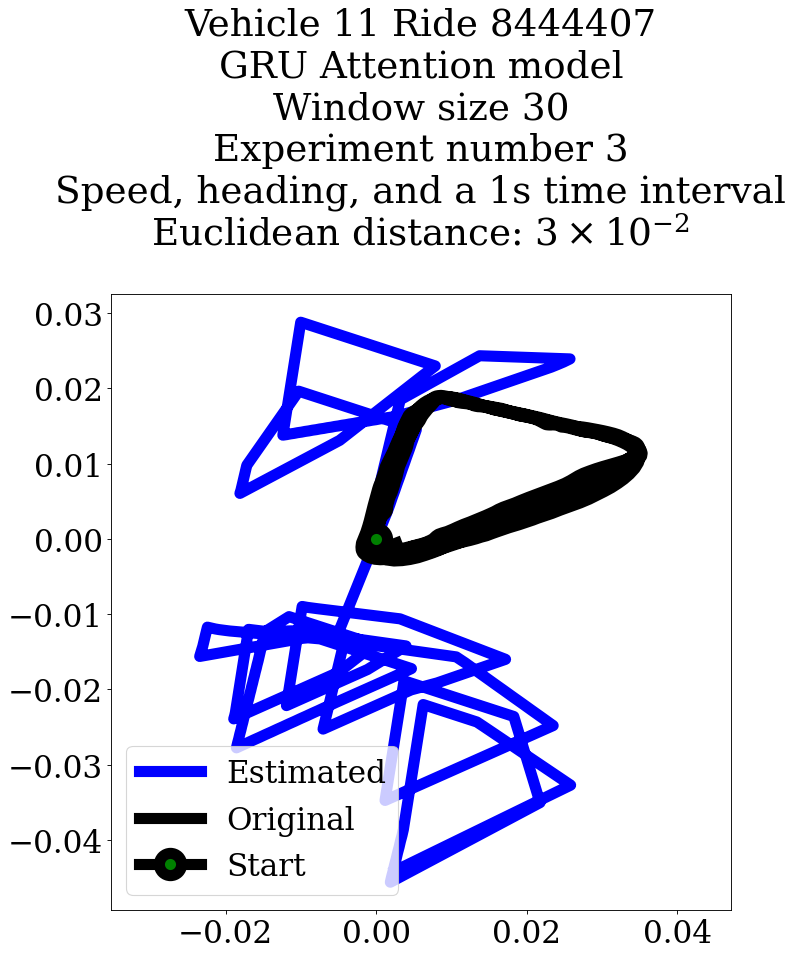 Vehicle 11 Ride 8444407
GRU Attention model
Window size 30
Experiment number 3
Speed, heading, and a 1s time interval
Euclidean distance: 3 × 10⁻²
0.03
0.02
0.01
0.00
−0.01
−0.02
−0.03
−0.04
Estimated
Original
Start
−0.02 0.00 0.02 0.04